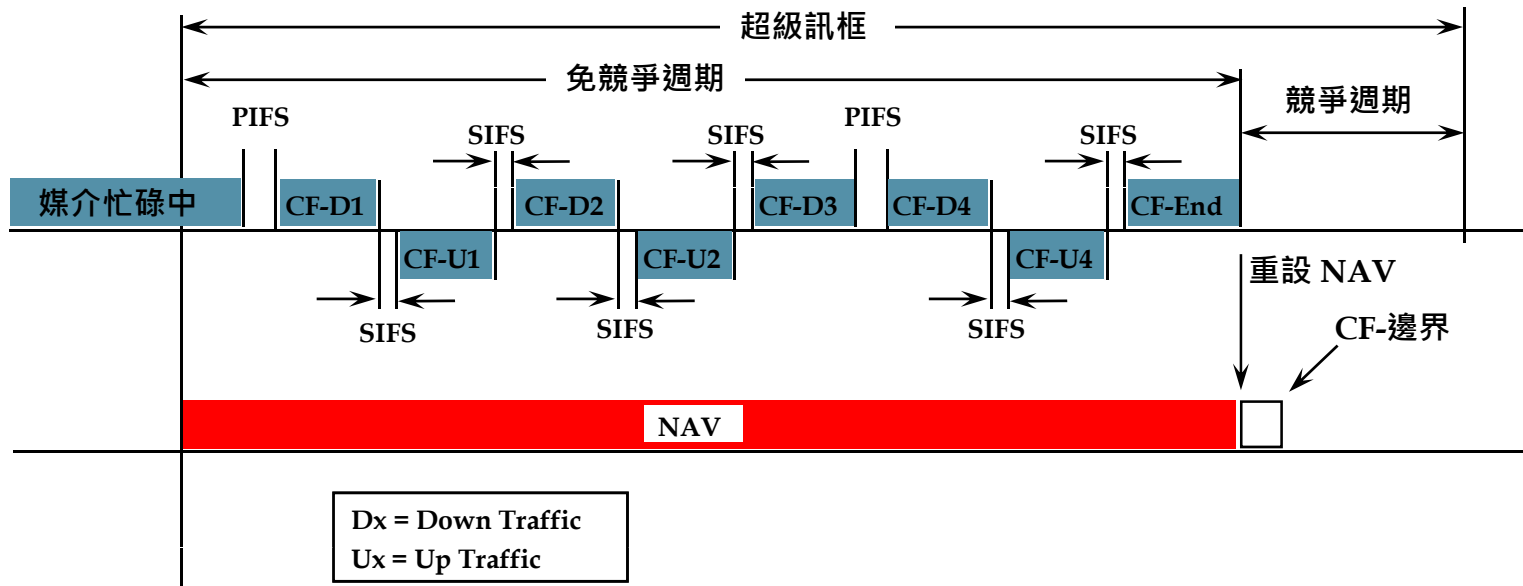 超級訊框
免競爭週期
競爭週期
PIFS
SIFS
SIFS
PIFS
SIFS
媒介忙碌中
CF-D1
CF-D2
CF-D3
CF-D4
CF-End
CF-U1
CF-U2
CF-U4
SIFS
SIFS
SIFS
重設 NAV
CF-邊界
NAV
Dx = Down Traffic
Ux = Up Traffic